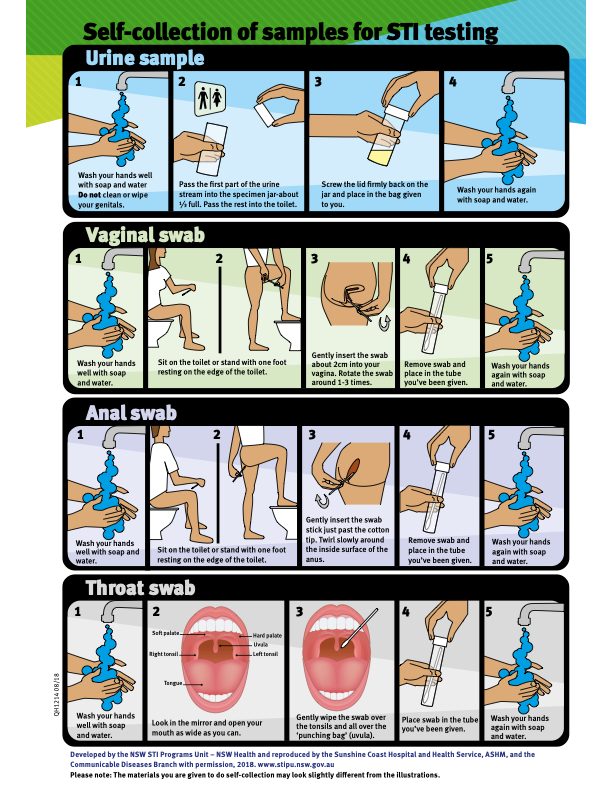 Self-collection of samples for STI testing
Urine sample
1
Wash your hands well
with soap and water
Do not clean or wipe
your genitals.
2
Pass the first part of the urine
stream into the specimen jar-about
⅓ full. Pass the rest into the toilet.
3
Screw the lid firmly back on the
jar and place in the bag given
to you.
4
Wash your hands again
with soap and water.
Vaginal swab
1
Wash your hands
well with soap
and water.
2
Sit on the toilet or stand with one foot
resting on the edge of the toilet.
3
Gently insert the swab
about 2cm into your
vagina. Rotate the swab
around 1-3 times.
4
Remove swab and
place in the tube
you've been given.
5
Wash your hands
again with soap
and water.
Anal swab
1
Wash your hands
well with soap and
water.
2
Sit on the toilet or stand with one foot
resting on the edge of the toilet.
3
Gently insert the swab
stick just past the cotton
tip. Twirl slowly around
the inside surface of the
anus.
4
Remove swab and
place in the tube
you've been given.
5
Wash your hands
again with soap
and water.
Throat swab
1
Wash your hands
well with soap
and water.
2
Soft palate
Hard palate
Uvula
Right tonsil
Left tonsil
Tongue
Look in the mirror and open your
mouth as wide as you can.
3
Gently wipe the swab over
the tonsils and all over the
'punching bag' (uvula).
4
Place swab in the tube
you've been given.
5
Wash your hands
again with soap
and water.
QH1214 08/18
Developed by the NSW STI Programs Unit – NSW Health and reproduced by the Sunshine Coast Hospital and Health Service, ASHM, and the
Communicable Diseases Branch with permission, 2018. www.stipu.nsw.gov.au
Please note: The materials you are given to do self-collection may look slightly different from the illustrations.